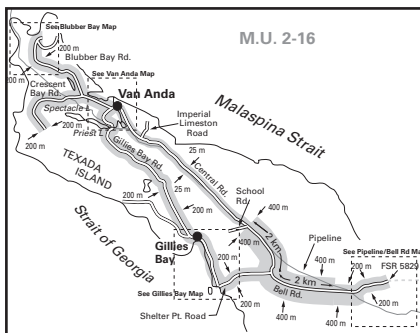 See Blubber Bay Map
M.U. 2-16
200 m
Blubber Bay Rd.
200 m
See Van Anda Map
Crescent
Bay Rd.
Van Anda
Spectacle L
Imperial
Limeston
Road
Malaspina Strait
200 m
Priest L
200 m
Gillies Bay Rd.
TEXADA
ISLAND
25 m
Central Rd.
School
Rd
200 m
25 m
200 m
400 m
Strait of Georgia
Gillies
Bay
400 m
2 km
Pipeline
See Pipeline/Bell Rd Ma
200 m
FSR 5829
2 km
Bell Rd.
See Gillies Bay Map
200 m
400 m
400 m
200 m
Shelter Pt. Road